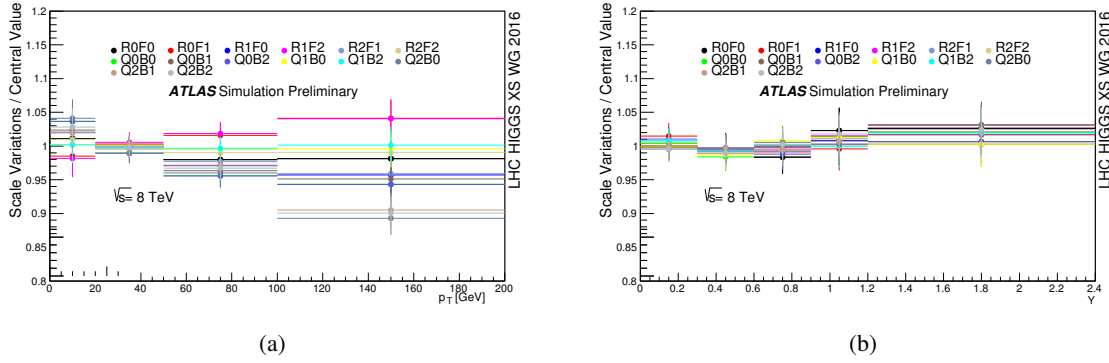 Scale Variations / Central Value
1.2
1.15
1.1
1.05
1
0.95
0.9
0.85
0.8
R0F0 R0F1 R1F0 R1F2 R2F1 R2F2
Q0B0 Q0B1 Q0B2 Q1B0 Q1B2 Q2B0
Q2B1 Q2B2
ATLAS Simulation Preliminary
√s= 8 TeV
0 20 40 60 80 100 120 140 160 180 200
p_T [GeV]
LHC HIGGS XS WG 2016
(a)
Scale Variations / Central Value
1.2
1.15
1.1
1.05
1
0.95
0.9
0.85
0.8
R0F0 R0F1 R1F0 R1F2 R2F1 R2F2
Q0B0 Q0B1 Q0B2 Q1B0 Q1B2 Q2B0
Q2B1 Q2B2
ATLAS Simulation Preliminary
√s= 8 TeV
0 0.2 0.4 0.6 0.8 1 1.2 1.4 1.6 1.8 2 2.2 2.4
Y
LHC HIGGS XS WG 2016
(b)